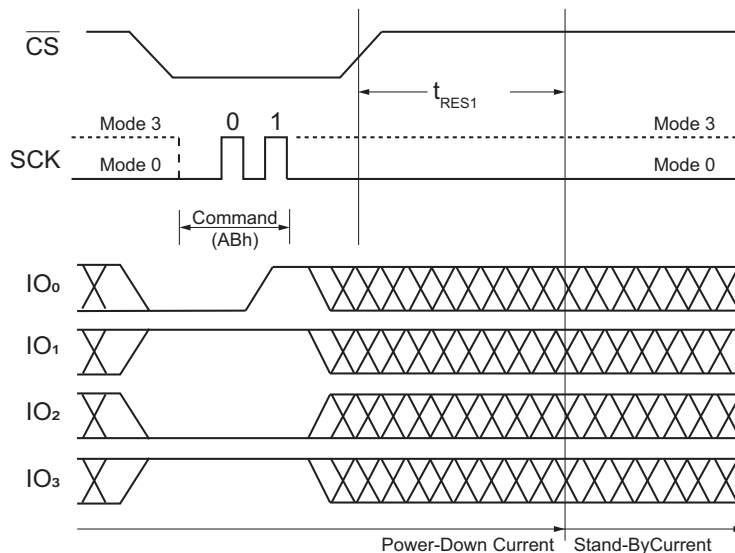 CS
tRES1
Mode 3 0 1 Mode 3
SCK Mode 0 Mode 0
Command
(ABh)
IO₀
IO₁
IO₂
IO₃
Power-Down Current Stand-ByCurrent